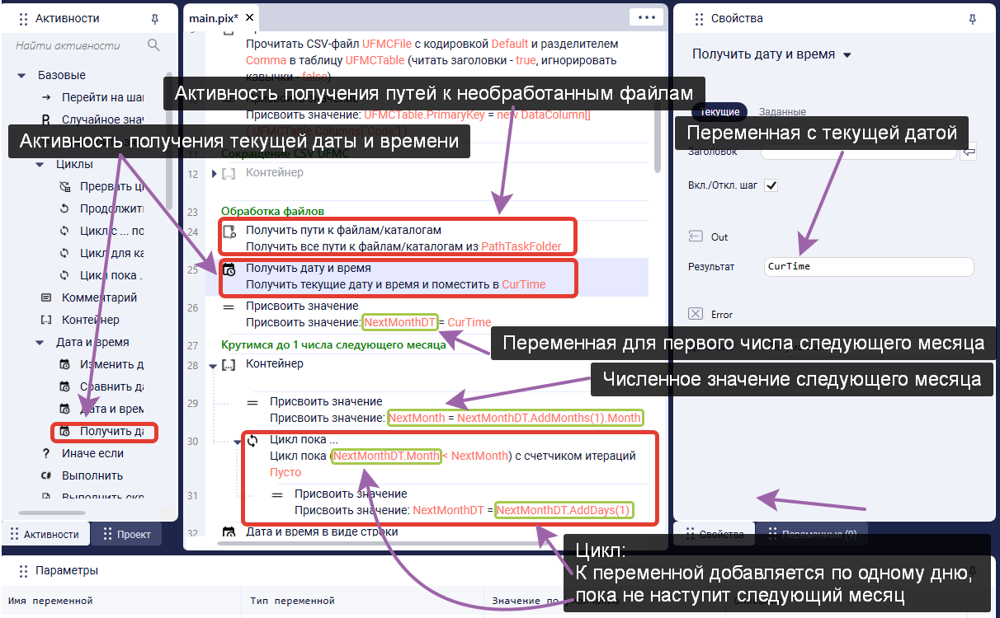 Активности
Найти активности
Базовые
Перейти на шаг
Случайное знач
Циклы
Прервать ци
Продолжить
Цикл с ... по
Цикл для ка
Цикл пока ..
Комментарий
Контейнер
Дата и время
Изменить д
Сравнить да
Дата и врем
Получить да
Иначе если
C# Выполнить
Выполнить скр
Активности
Проект
main.pix*
Прочитать CSV-файл UFMCFile с кодировкой Default и разделителем
Comma в таблицу UFMCTable (читать заголовки - true, игнорировать
кавычки - false)
Активность получения путей к необработанным файлам
Присвоить значение
Присвоить значение: UFMCTable.PrimaryKey = new DataColumn[]
{ UFMCTable.Columns["Code"] }
Активность получения текущей даты и времени
11 Сокращение CSV UFMC
12 Контейнер
23 Обработка файлов
24 Получить пути к файлам/каталогам
Получить все пути к файлам/каталогам из PathTaskFolder
25 Получить дату и время
Получить текущие дату и время и поместить в CurTime
26 Присвоить значение
Присвоить значение: NextMonthDT = CurTime
Переменная для первого числа следующего месяца
27 Крутимся до 1 числа следующего месяца
28 Контейнер
Численное значение следующего месяца
29 Присвоить значение
Присвоить значение: NextMonth = NextMonthDT.AddMonths(1).Month
30 Цикл пока ...
Цикл пока (NextMonthDT.Month < NextMonth) с счетчиком итераций
Пусто
31 Присвоить значение
Присвоить значение: NextMonthDT = NextMonthDT.AddDays(1)
32 Дата и время в виде строки
Цикл:
К переменной добавляется по одному дню,
пока не наступит следующий месяц
Свойства
Получить дату и время
Текущие
Заданные
Переменная с текущей датой
Заголовок
Вкл./Откл. шаг
Out
Результат
CurTime
Error
Свойства
Переменные (9)
Параметры
Имя переменной
Тип переменной
Значение по